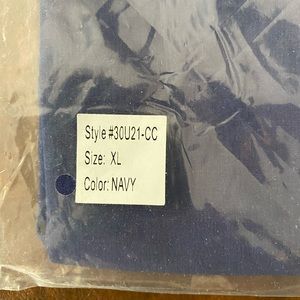 Style #30U21-CC
Size: XL
Color: NAVY